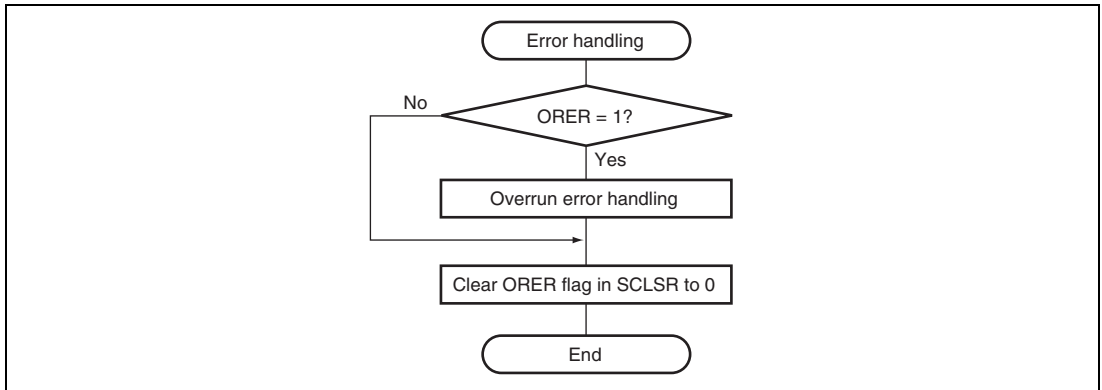 Error handling
No
ORER = 1?
Yes
Overrun error handling
Clear ORER flag in SCLSR to 0
End